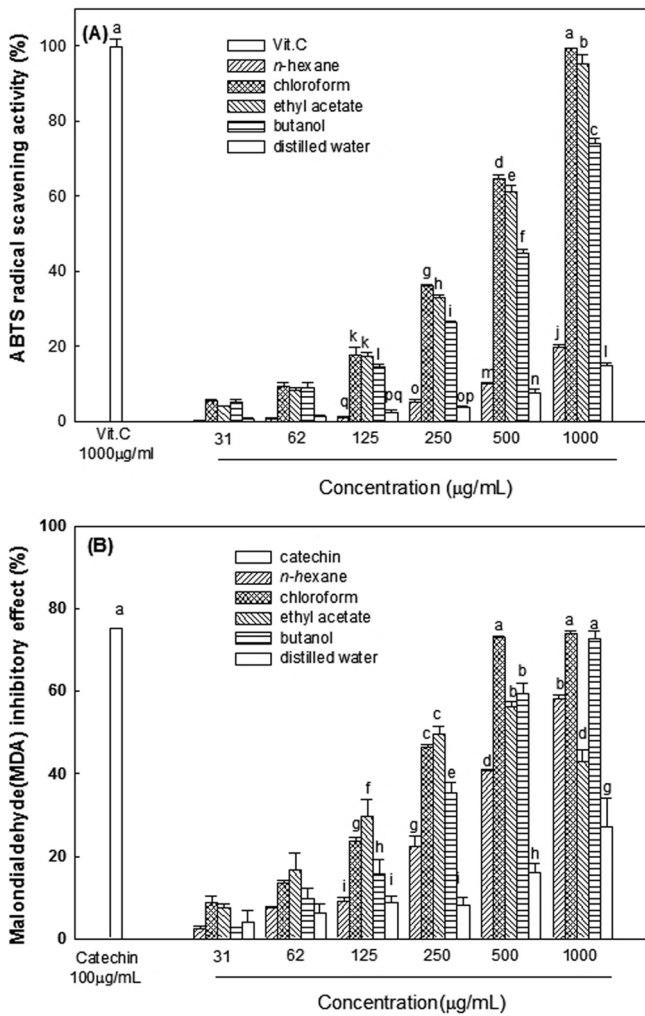 (A)
ABTS radical scavening activity (%)
100
80
60
40
20
0
Vit.C
n-hexane
chloroform
ethyl acetate
butanol
distilled water
a
q
k
k
l
pq
o
g
h
i
op
m
d
e
f
n
j
a
b
c
l
Vit.C
1000μg/ml
31
62
125
250
500
1000
Concentration (μg/mL)
(B)
Malondialdehyde(MDA) inhibitory effect (%)
100
80
60
40
20
0
catechin
n-hexane
chloroform
ethyl acetate
butanol
distilled water
a
i
g
f
h
i
g
c
c
e
i
d
a
b
b
h
b
a
d
a
g
Catechin
100μg/mL
31
62
125
250
500
1000
Concentration(μg/mL)